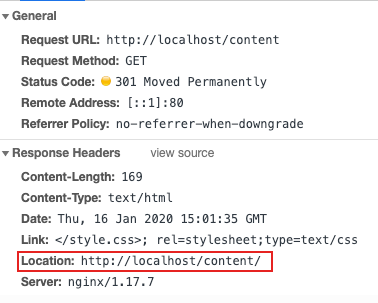 General
Request URL: http://localhost/content
Request Method: GET
Status Code: 301 Moved Permanently
Remote Address: [::1]:80
Referrer Policy: no-referrer-when-downgrade
Response Headers view source
Content-Length: 169
Content-Type: text/html
Date: Thu, 16 Jan 2020 15:01:35 GMT
Link: </style.css>; rel=stylesheet;type=text/css
Location: http://localhost/content/
Server: nginx/1.17.7